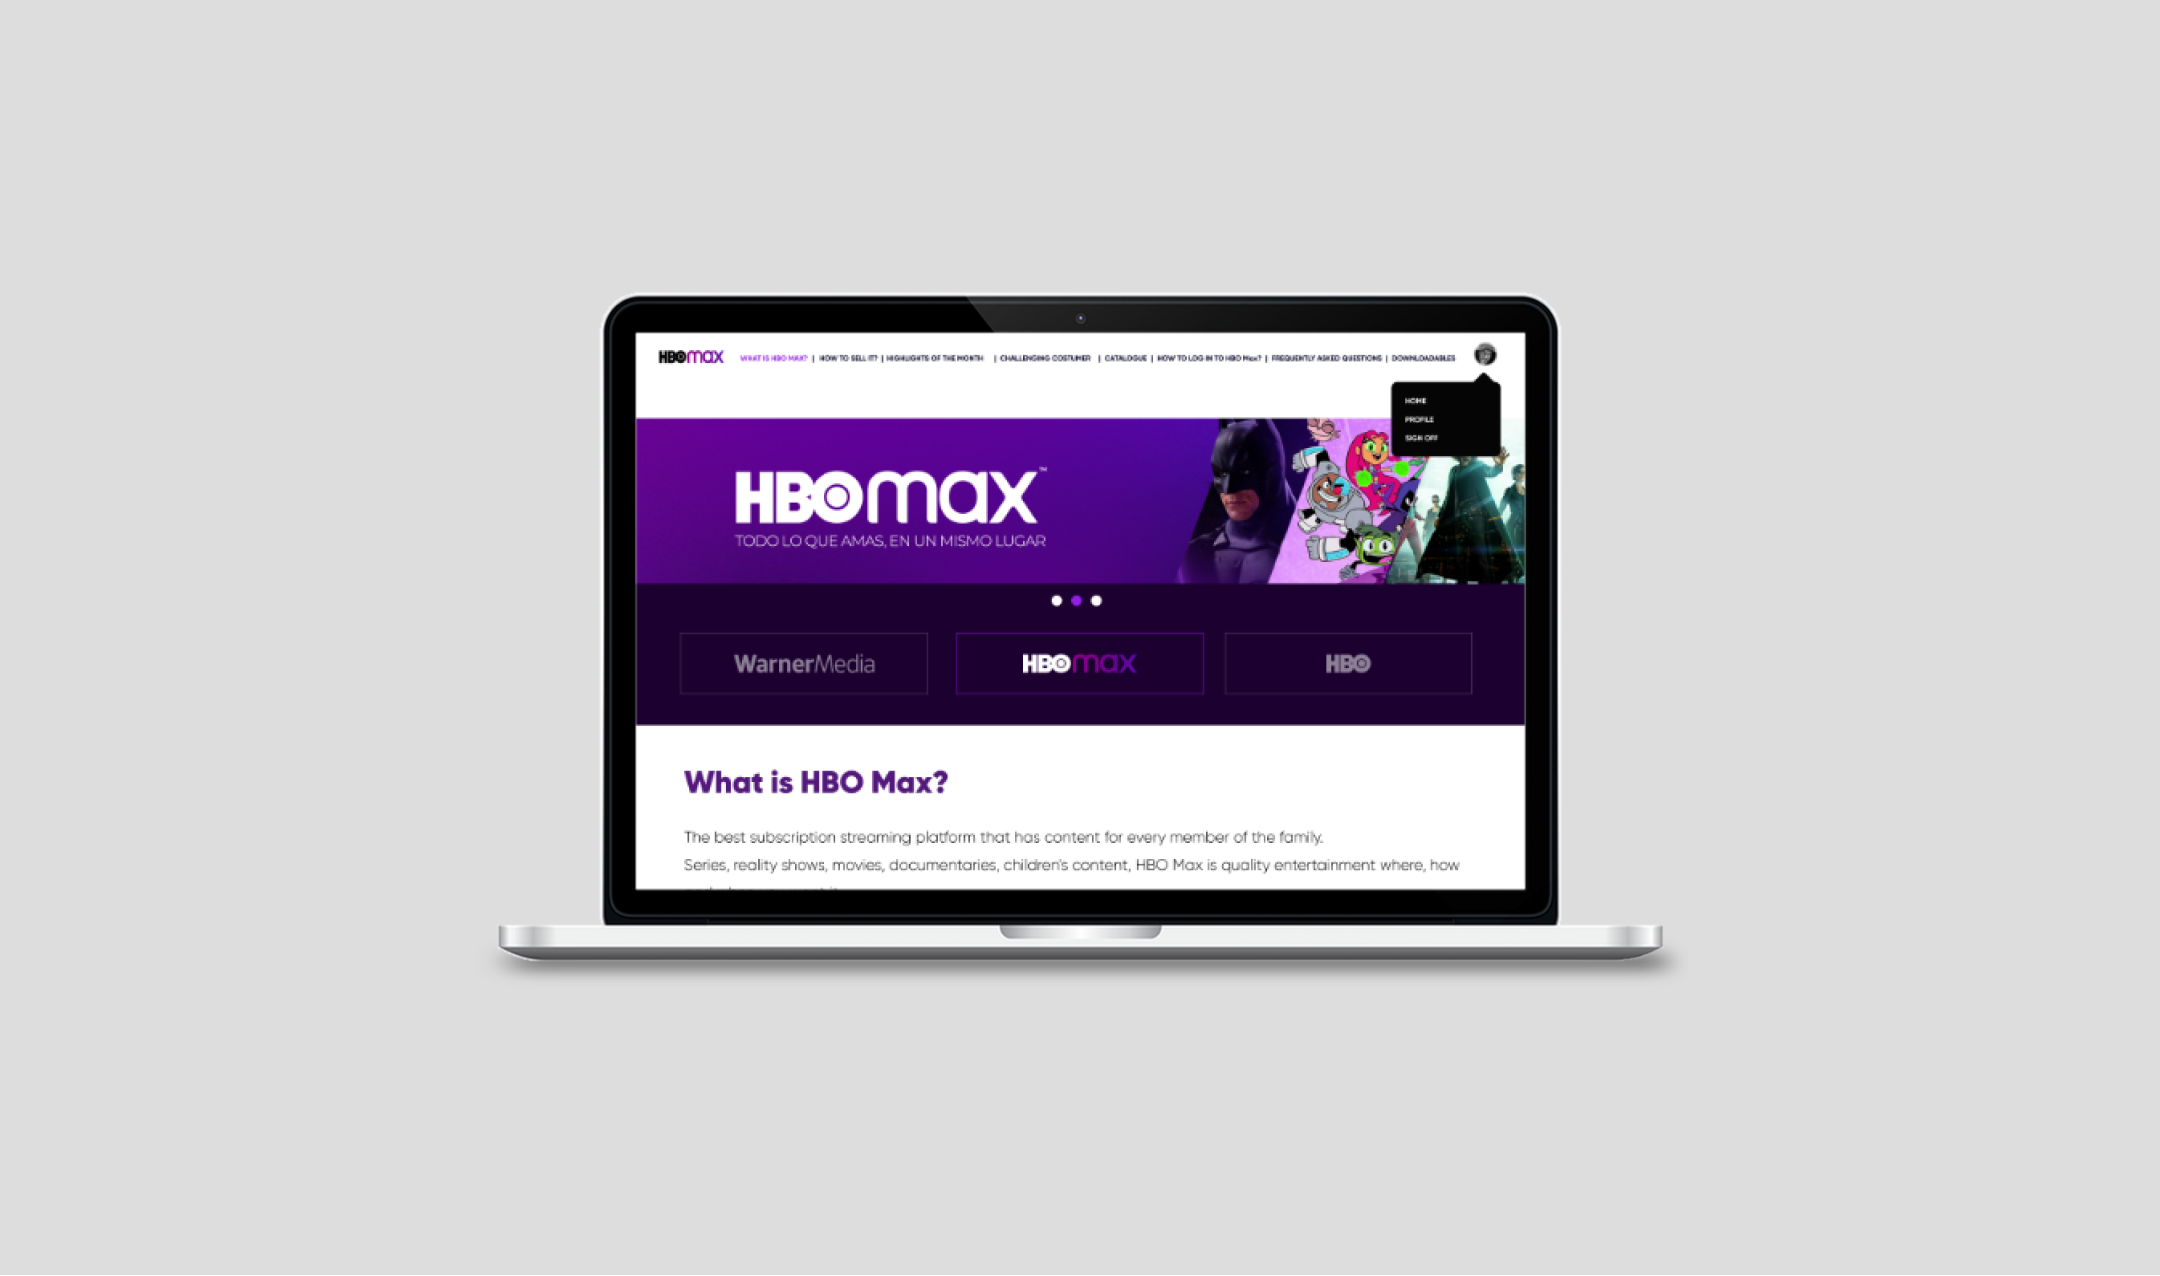 HBOmax WHAT IS HBO MAX? | HOW TO SELL IT? | HIGHLIGHTS OF THE MONTH | CHALLENGING COSTUMER | CATALOGUE | HOW TO LOG IN TO HBO Max? | FREQUENTLY ASKED QUESTIONS | DOWNLOADABLES
HOME
PROFILE
SIGN OFF
HBOmax™
TODO LO QUE AMAS, EN UN MISMO LUGAR
WarnerMedia HBOmax HBO
What is HBO Max?
The best subscription streaming platform that has content for every member of the family.
Series, reality shows, movies, documentaries, children's content, HBO Max is quality entertainment where, how